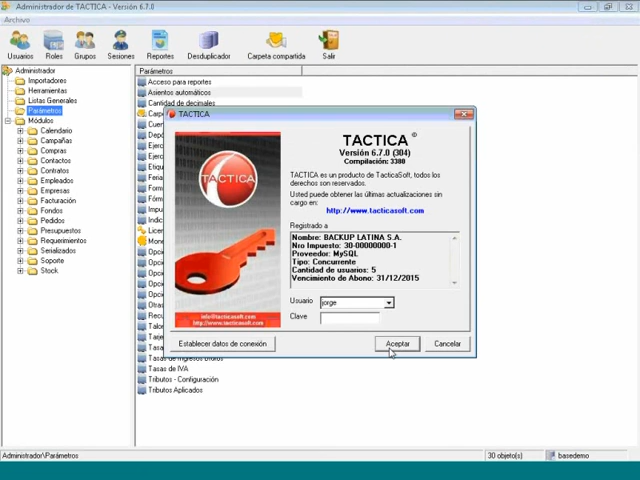 Administrador de TACTICA - Versión 6.7.0
Archivo
Usuarios
Roles
Grupos
Sesiones
Reportes
Desduplicador
Carpeta compartida
Salir
Administrador
Importadores
Herramientas
Listas Generales
Parámetros
Módulos
Calendario
Campañas
Compras
Contactos
Contratos
Empleados
Empresas
Facturación
Fondos
Pedidos
Presupuestos
Requerimientos
Serializados
Soporte
Stock
Parámetros
Acceso para reportes
Asientos automáticos
Cantidad de decimales
TACTICA
TACTICA
info@tacticasoft.com
http://www.tacticasoft.com
TACTICA ®
Versión 6.7.0 (304)
Compilación: 3380
TACTICA es un producto de TacticaSoft, todos los
derechos son reservados.
Usted puede obtener las últimas actualizaciones sin
cargo en:
http://www.tacticasoft.com
Registrado a
Nombre: BACKUP LATINA S.A.
Nro Impuesto: 30-00000000-1
Proveedor: MySQL
Tipo: Concurrente
Cantidad de usuarios: 5
Vencimiento de Abono: 31/12/2015
Usuario
jorge
Clave
Establecer datos de conexión
Aceptar
Cancelar
Tasas de IVA
Tributos - Configuración
Tributos Aplicados
Administrador\Parámetros
30 objeto(s)
basedemo